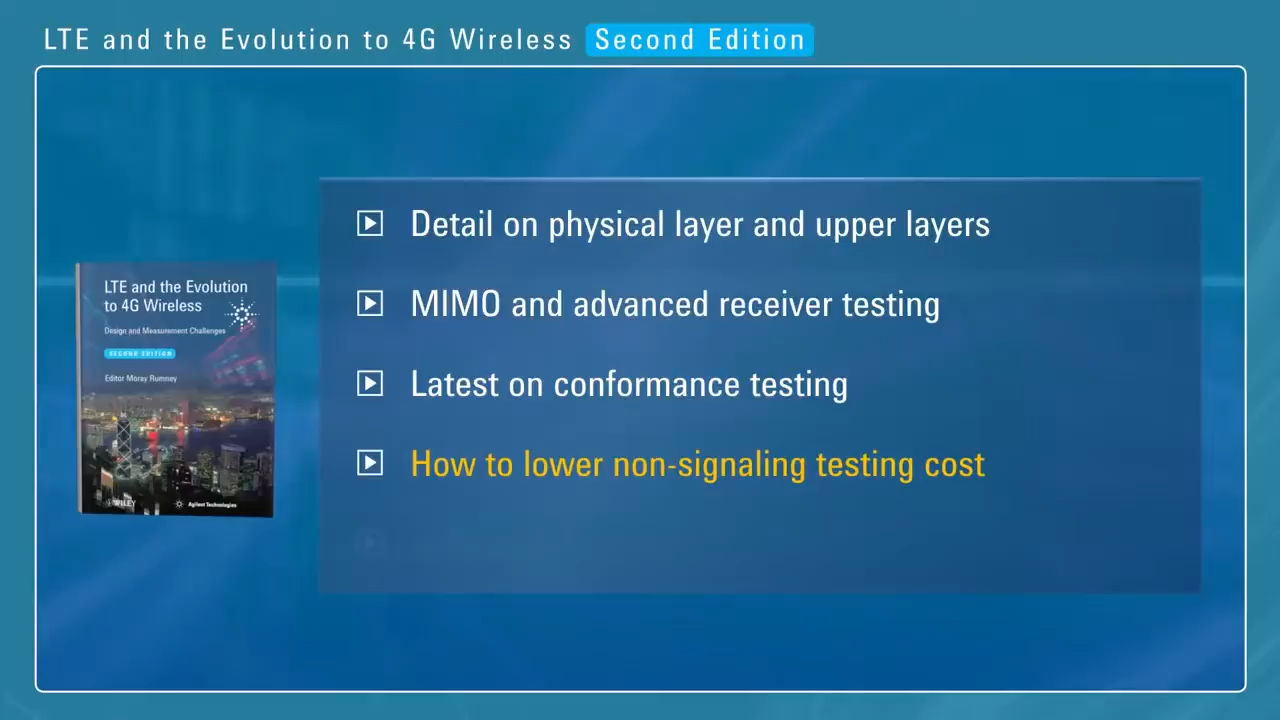 LTE and the Evolution to 4G Wireless Second Edition
Detail on physical layer and upper layers
MIMO and advanced receiver testing
Latest on conformance testing
How to lower non-signaling testing cost
LTE and the Evolution
to 4G Wireless
Design and Measurement Challenges
SECOND EDITION
Editor Moray Rumney
WILEY
Agilent Technologies